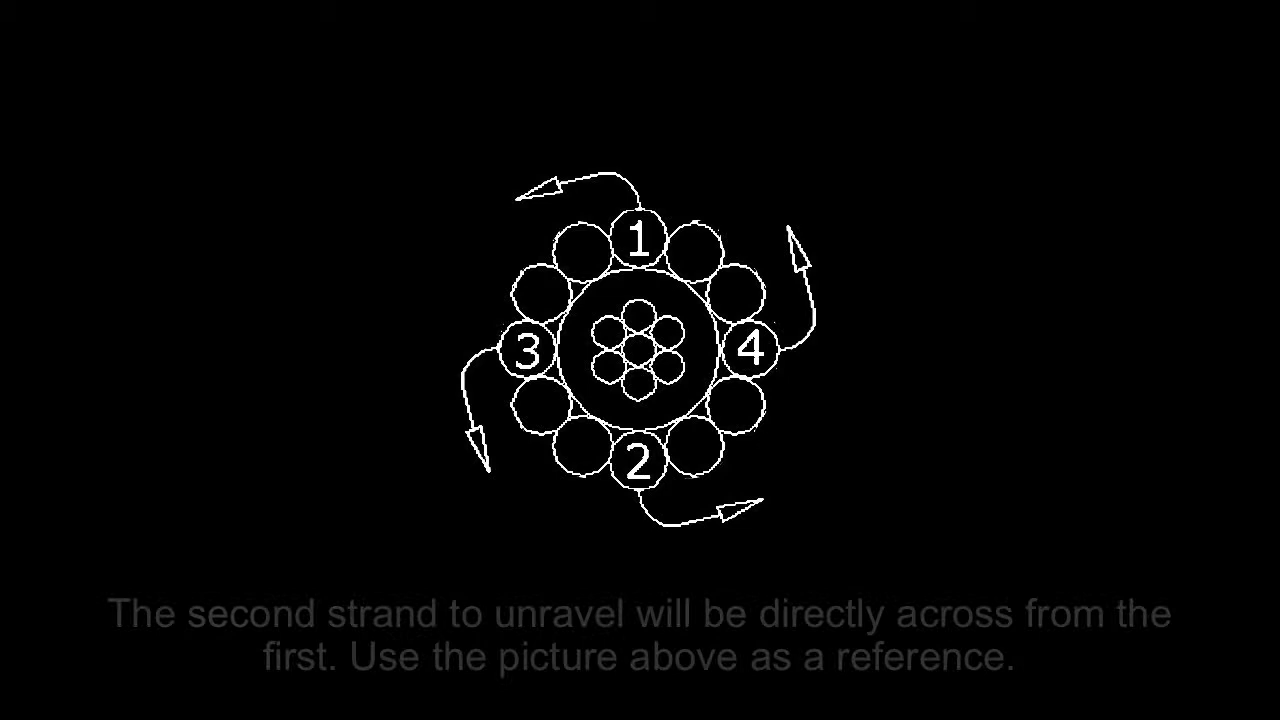 1
3 4
2
The second strand to unravel will be directly across from the
first. Use the picture above as a reference.